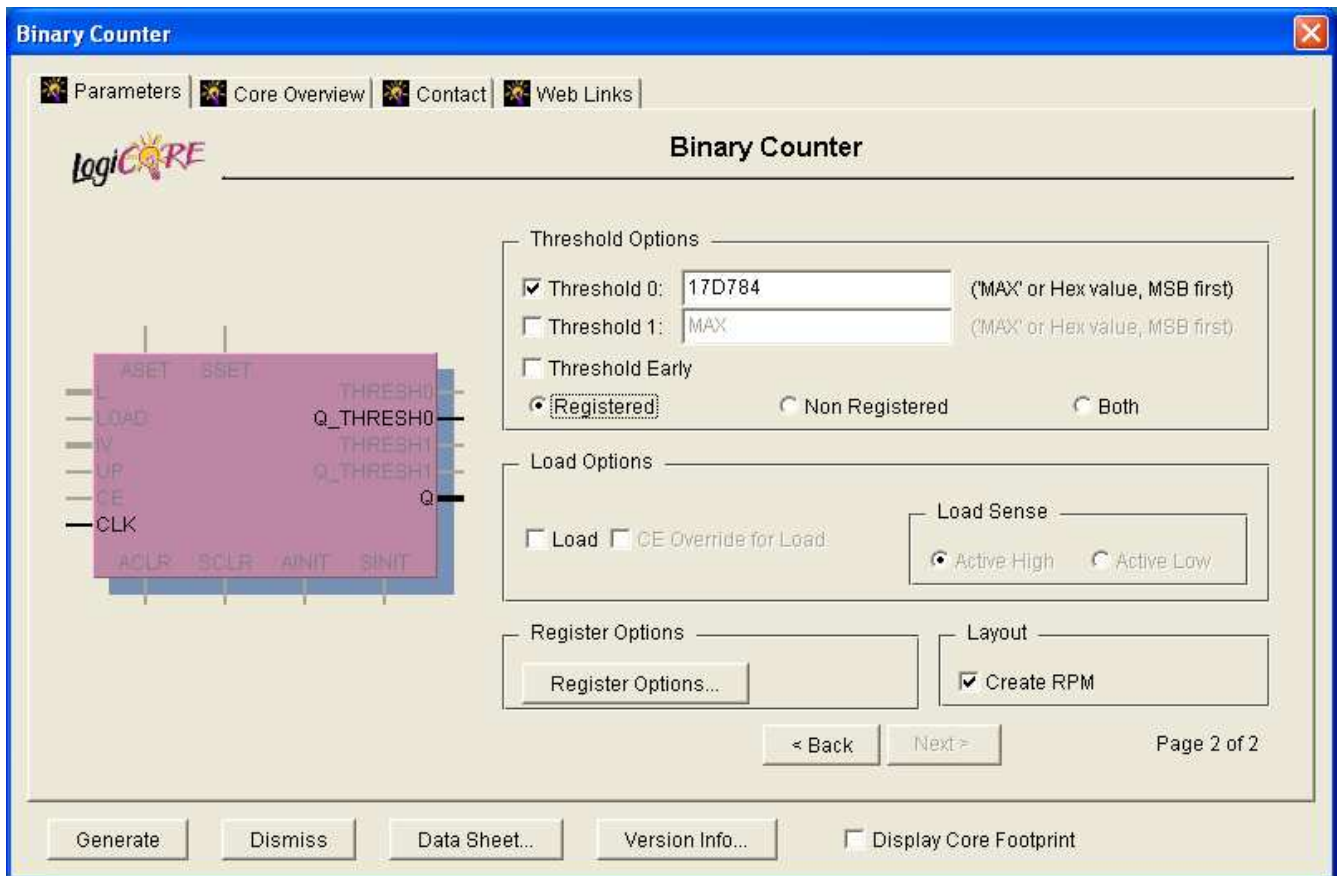 Binary Counter
Parameters Core Overview Contact Web Links
LogiCORE
Binary Counter
Threshold Options
Threshold 0: 17D784 ('MAX' or Hex value, MSB first)
Threshold 1: MAX ('MAX' or Hex value, MSB first)
Threshold Early
Registered Non Registered Both
ASET SSET
L THRESH0
LOAD Q_THRESH0
IV THRESH1
UP Q_THRESH1
CE Q
CLK
ACLR SCLR AINIT SINIT
Load Options
Load CE Override for Load
Load Sense
Active High Active Low
Register Options
Register Options...
Layout
Create RPM
< Back Next > Page 2 of 2
Generate Dismiss Data Sheet... Version Info... Display Core Footprint